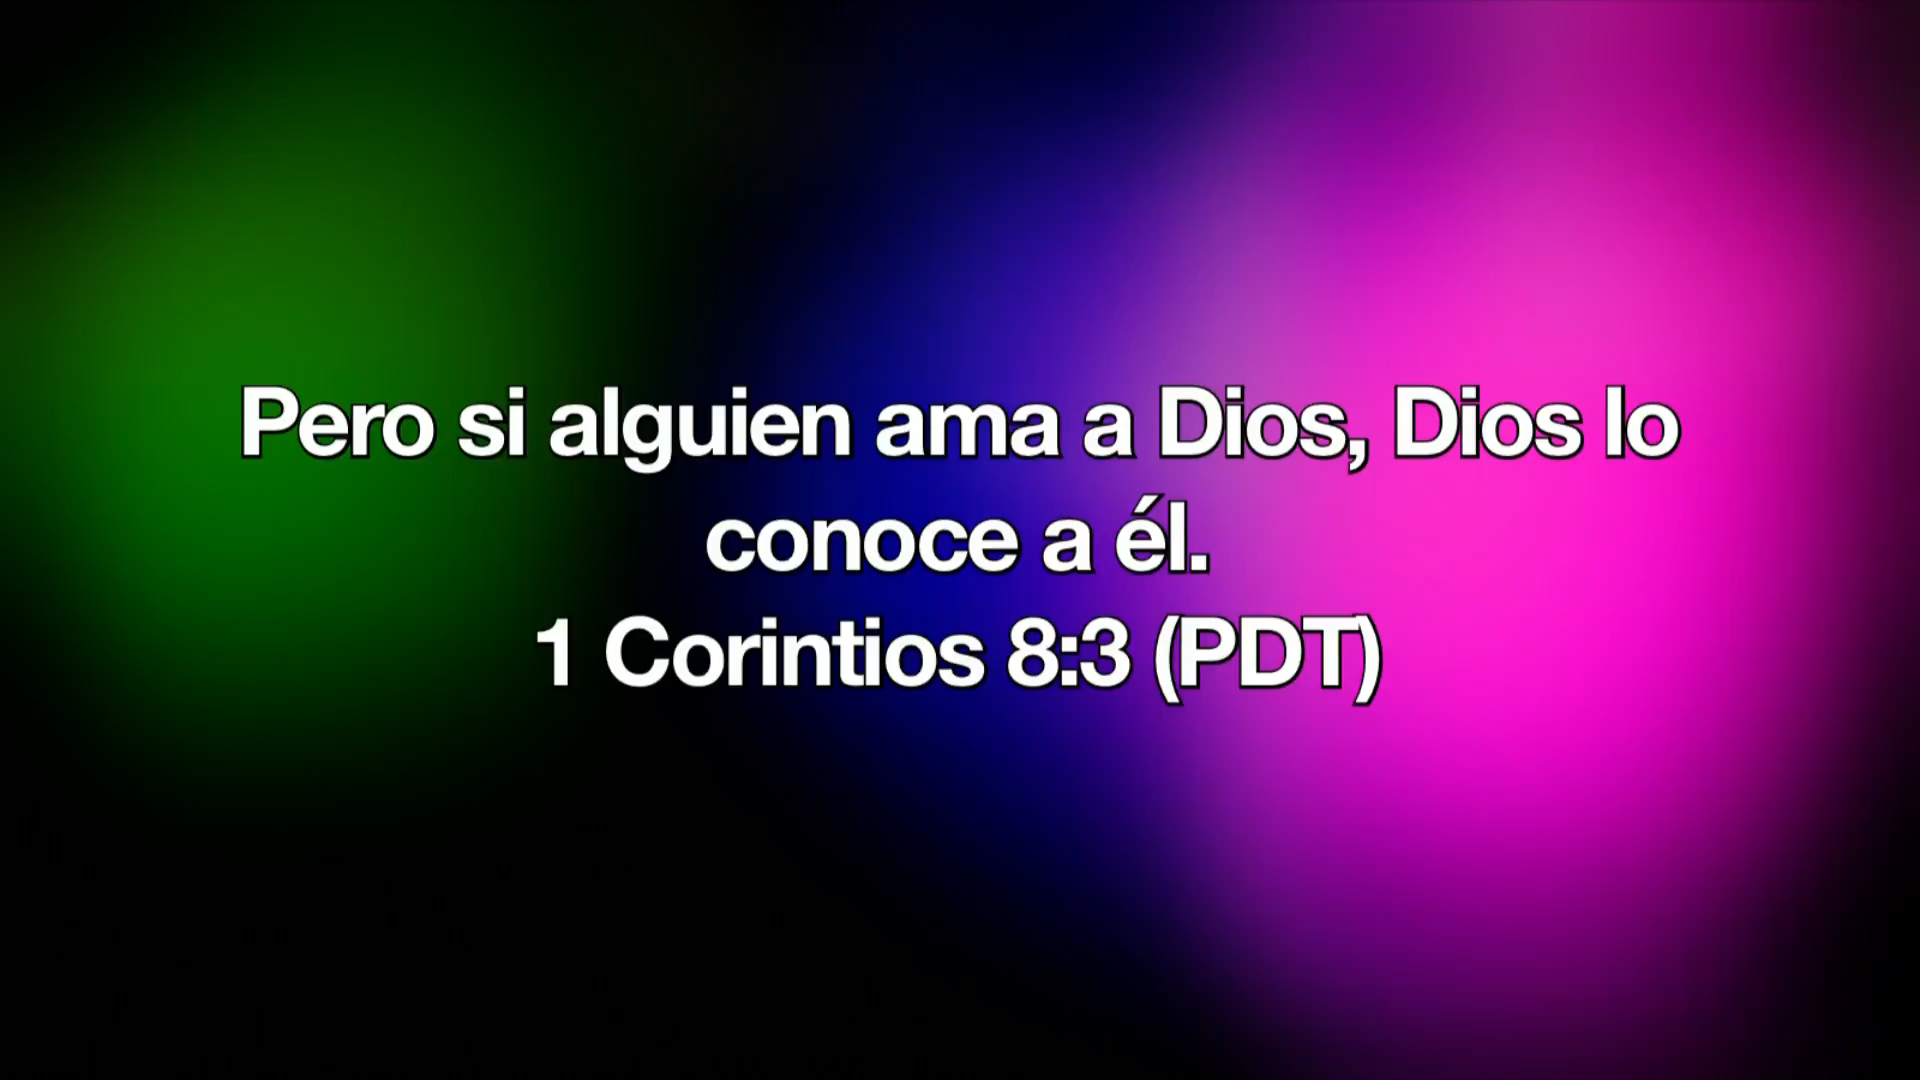 Pero si alguien ama a Dios, Dios lo
conoce a él.
1 Corintios 8:3 (PDT)